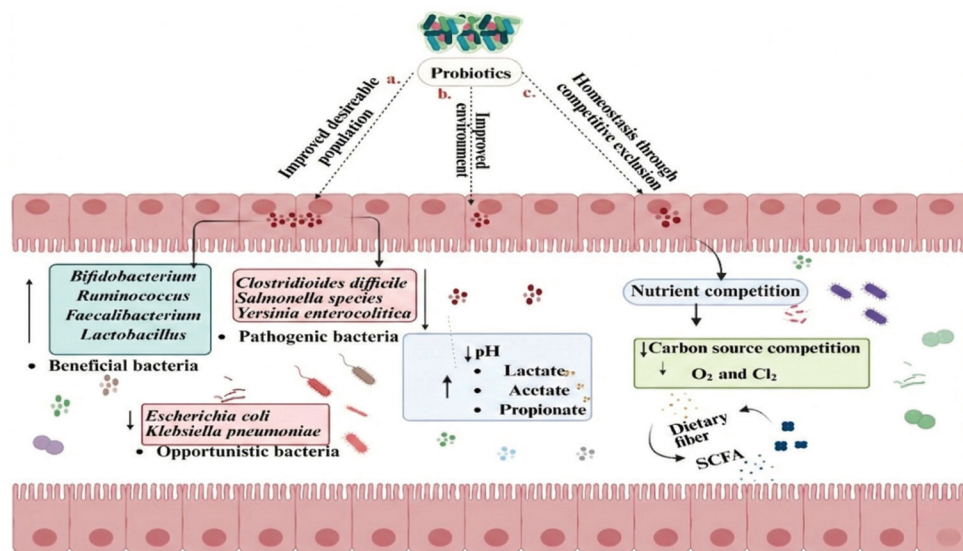 Probiotics
a.
b.
c.
Improved desireable
population
Improved
environment
Homeostasis through
competitive exclusion
Bifidobacterium
Ruminococcus
Faecalibacterium
Lactobacillus
• Beneficial bacteria
Clostridioides difficile
Salmonella species
Yersinia enterocolitica
• Pathogenic bacteria
Escherichia coli
Klebsiella pneumoniae
• Opportunistic bacteria
↓pH
• Lactate
• Acctate
• Propionate
Nutrient competition
↓Carbon source competition
↓ O₂ and Cl₂
Dietary
fiber
SCFA